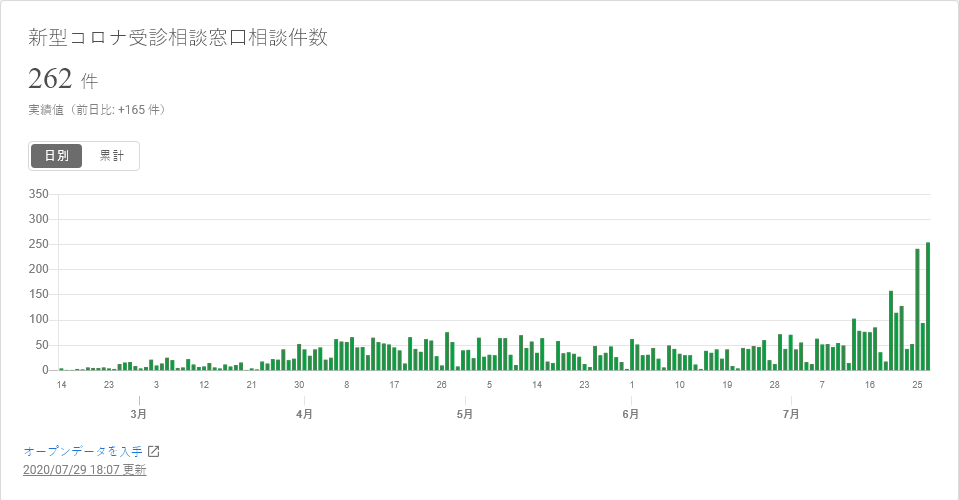 新型コロナ受診相談窓口相談件数
262 件
実績値（前日比: +165 件）
日別 累計
350
300
250
200
150
100
50
0
14 23 3 12 21 30 8 17 26 5 14 23 1 10 19 28 7 16 25
3月 4月 5月 6月 7月
オープンデータを入手
2020/07/29 18:07 更新